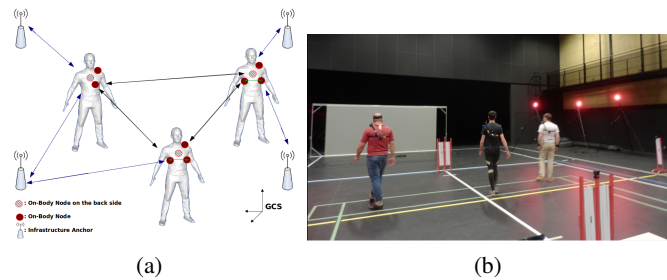 GCS
: On-Body Node on the back side
: On-Body Node
: Infrastructure Anchor
(a)
(b)